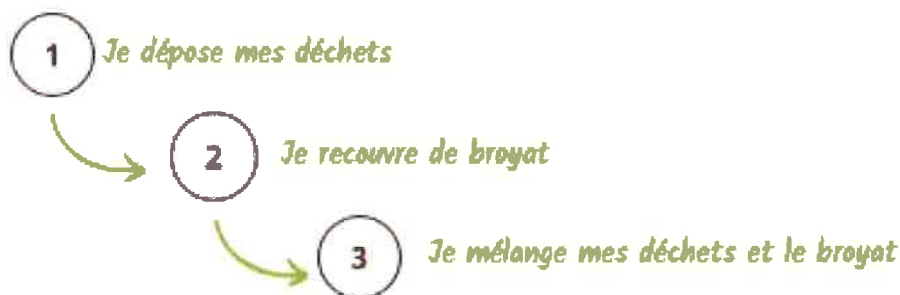 1 Je dépose mes déchets
2 Je recouvre de broyat
3 Je mélange mes déchets et le broyat